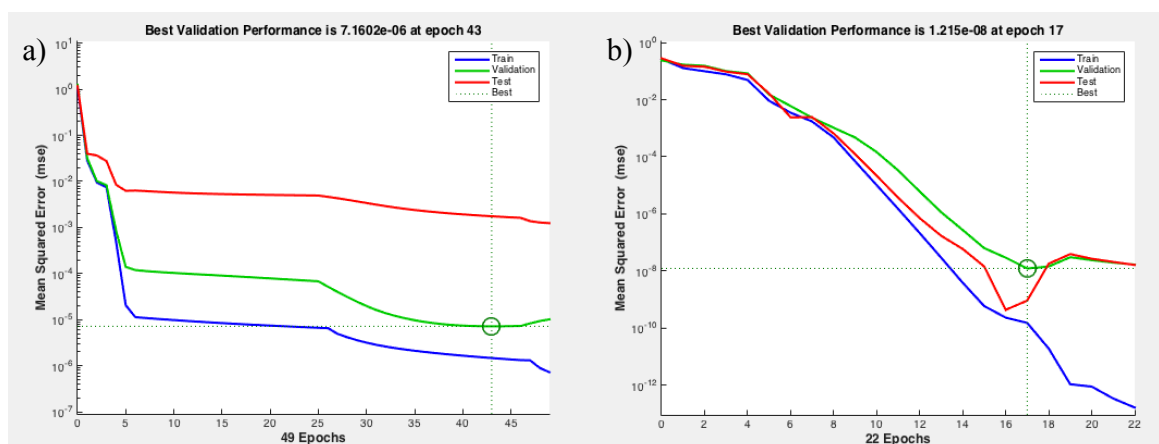 a)
Best Validation Performance is 7.1602e-06 at epoch 43
Train
Validation
Test
Best
Mean Squared Error (mse)
10^1
10^0
10^-1
10^-2
10^-3
10^-4
10^-5
10^-6
10^-7
0 5 10 15 20 25 30 35 40 45
49 Epochs
b)
Best Validation Performance is 1.215e-08 at epoch 17
Train
Validation
Test
Best
Mean Squared Error (mse)
10^0
10^-2
10^-4
10^-6
10^-8
10^-10
10^-12
0 2 4 6 8 10 12 14 16 18 20 22
22 Epochs